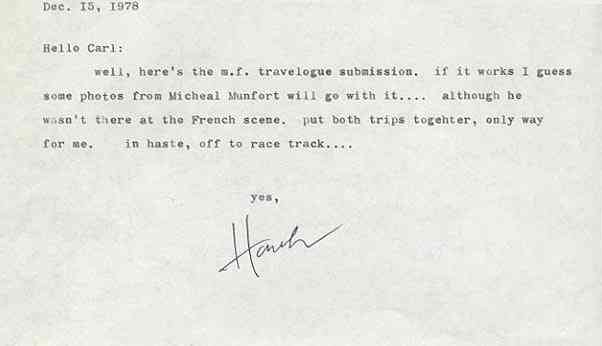 Dec. 15, 1978
Hello Carl:
well, here's the m.f. travelogue submission. if it works I guess
some photos from Micheal Munfort will go with it.... although he
wasn't there at the French scene. put both trips togehter, only way
for me. in haste, off to race track....
yes,
Hank